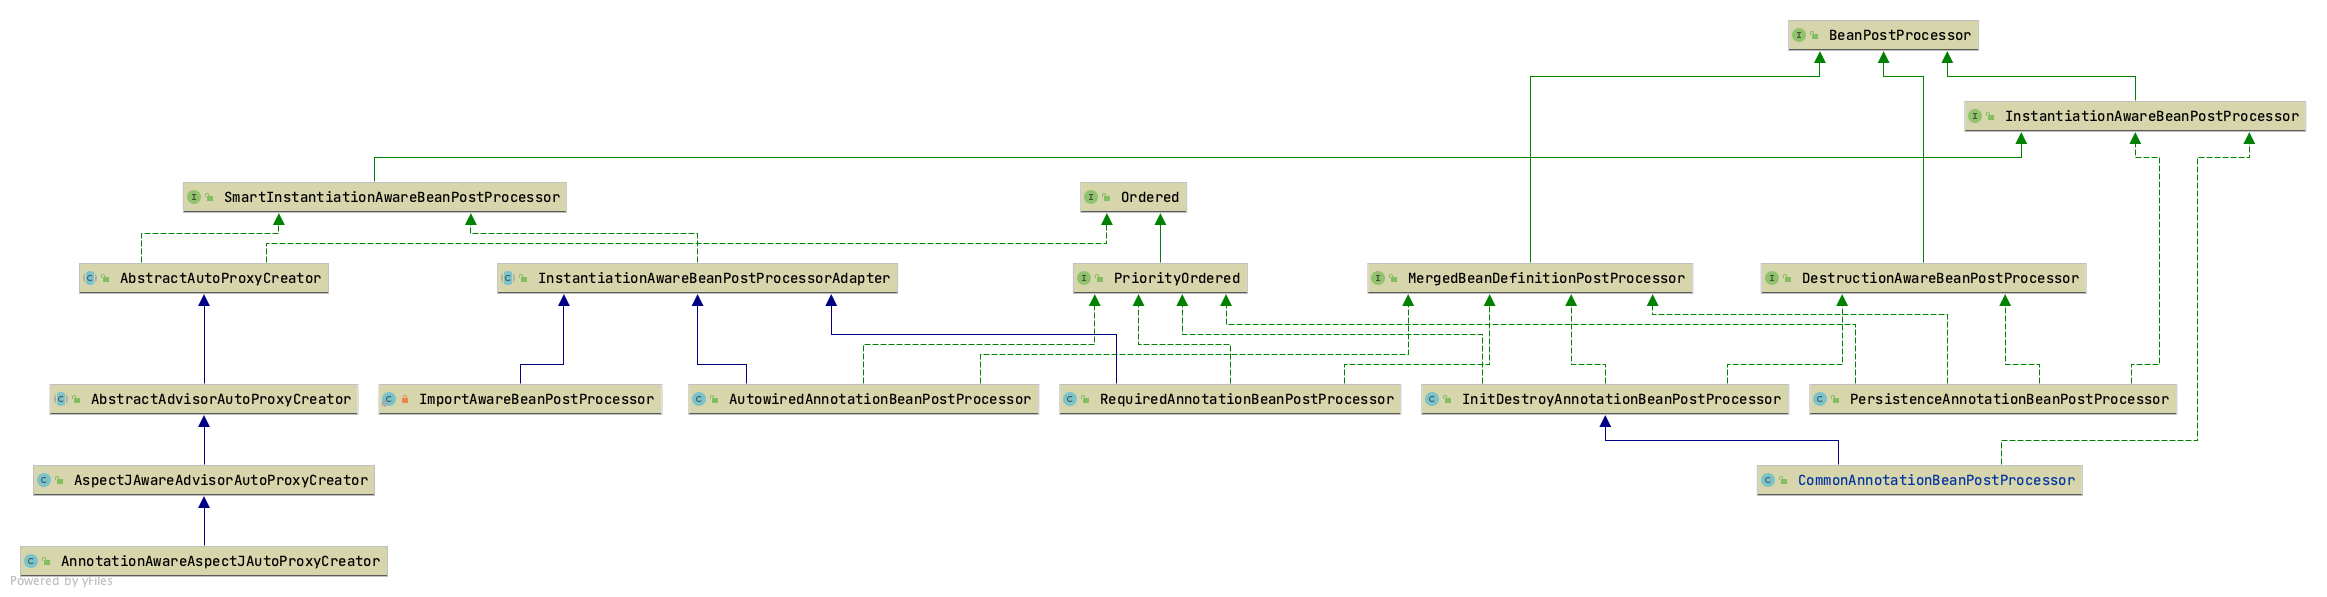 BeanPostProcessor
InstantiationAwareBeanPostProcessor
SmartInstantiationAwareBeanPostProcessor
Ordered
AbstractAutoProxyCreator
InstantiationAwareBeanPostProcessorAdapter
PriorityOrdered
MergedBeanDefinitionPostProcessor
DestructionAwareBeanPostProcessor
AbstractAdvisorAutoProxyCreator
ImportAwareBeanPostProcessor
AutowiredAnnotationBeanPostProcessor
RequiredAnnotationBeanPostProcessor
InitDestroyAnnotationBeanPostProcessor
PersistenceAnnotationBeanPostProcessor
AspectJAwareAdvisorAutoProxyCreator
CommonAnnotationBeanPostProcessor
AnnotationAwareAspectJAutoProxyCreator
Powered by yFiles